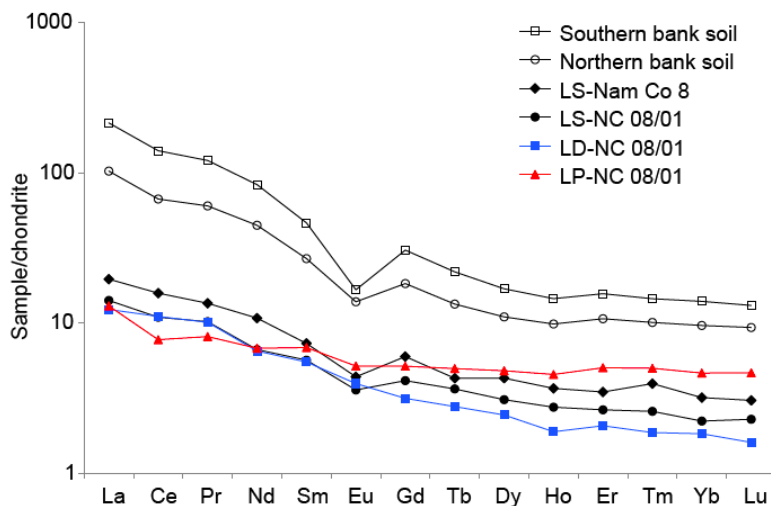 1000
100
10
1
Sample/chondrite
Southern bank soil
Northern bank soil
LS-Nam Co 8
LS-NC 08/01
LD-NC 08/01
LP-NC 08/01
La Ce Pr Nd Sm Eu Gd Tb Dy Ho Er Tm Yb Lu